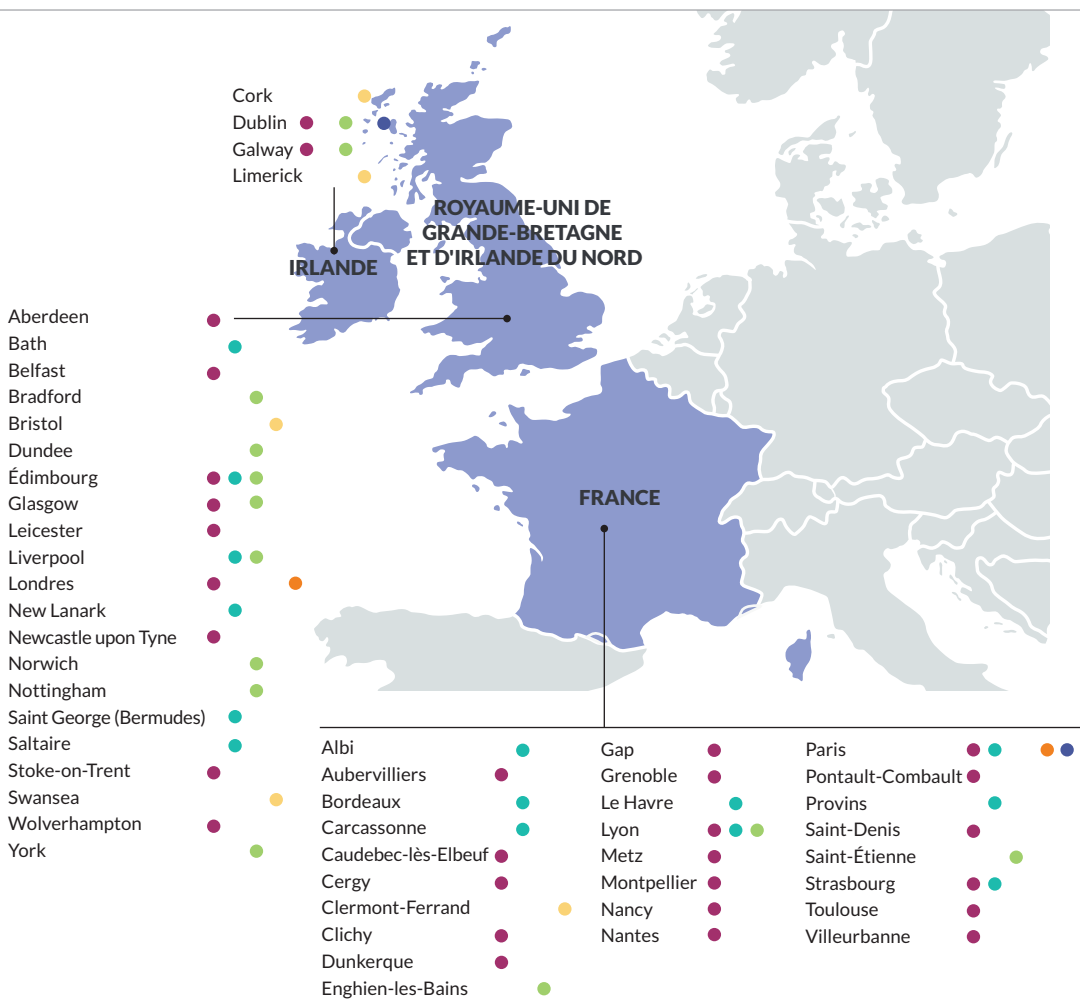 Cork
Dublin
Galway
Limerick
ROYAUME-UNI DE
GRANDE-BRETAGNE
ET D'IRLANDE DU NORD
IRLANDE
Aberdeen
Bath
Belfast
Bradford
Bristol
Dundee
Édimbourg
Glasgow
Leicester
Liverpool
Londres
New Lanark
Newcastle upon Tyne
Norwich
Nottingham
Saint George (Bermudes)
Saltaire
Stoke-on-Trent
Swansea
Wolverhampton
York
FRANCE
Albi
Aubervilliers
Bordeaux
Carcassonne
Caudebec-lès-Elbeuf
Cergy
Clermont-Ferrand
Clichy
Dunkerque
Enghien-les-Bains
Gap
Grenoble
Le Havre
Lyon
Metz
Montpellier
Nancy
Nantes
Paris
Pontault-Combault
Provins
Saint-Denis
Saint-Étienne
Strasbourg
Toulouse
Villeurbanne